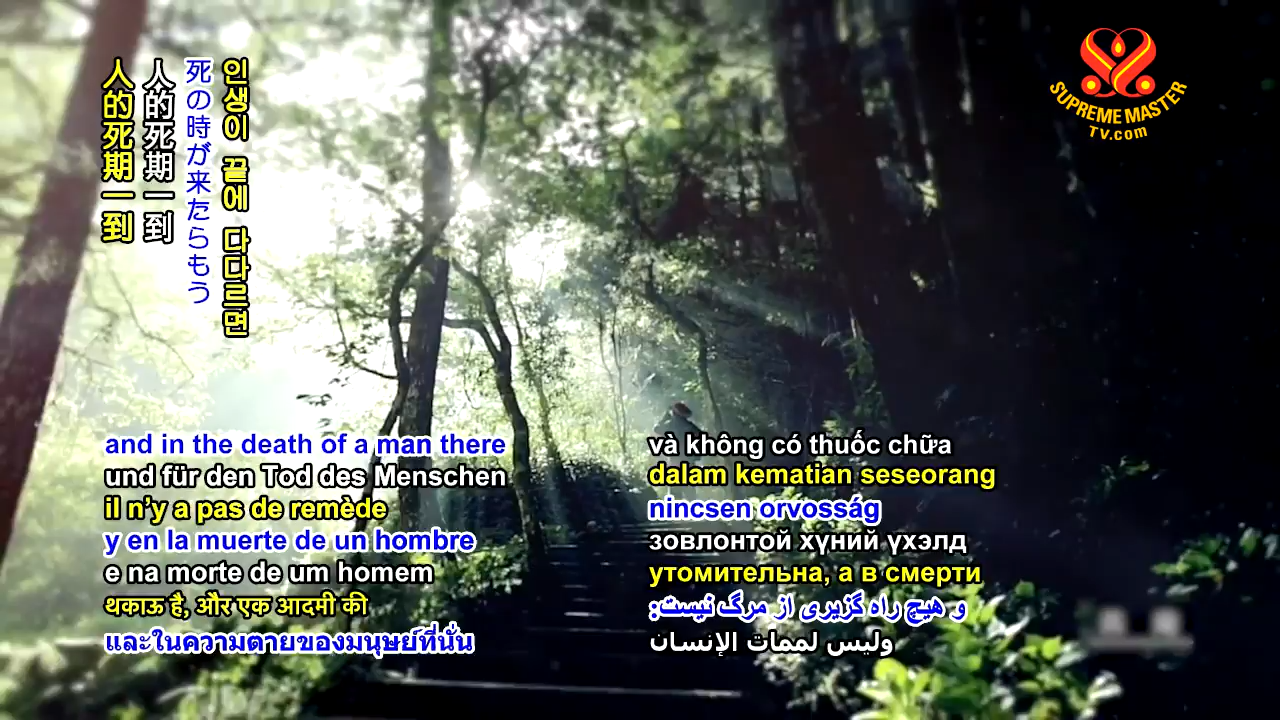 人的死期一到
人的死期一到
死の時が来たらもう
인생이 끝에 다다르면
SUPREME MASTER
TV.com
and in the death of a man there
und für den Tod des Menschen
il n’y a pas de remède
y en la muerte de un hombre
e na morte de um homem
थकाऊ है, और एक आदमी की
และในความตายของมนุษย์ที่นั่น
và không có thuốc chữa
dalam kematian seseorang
nincsen orvosság
зовлонтой хүний үхэлд
утомительна, а в смерти
و هیچ راه گزیری از مرگ نیست:
وليس لممات الإنسان